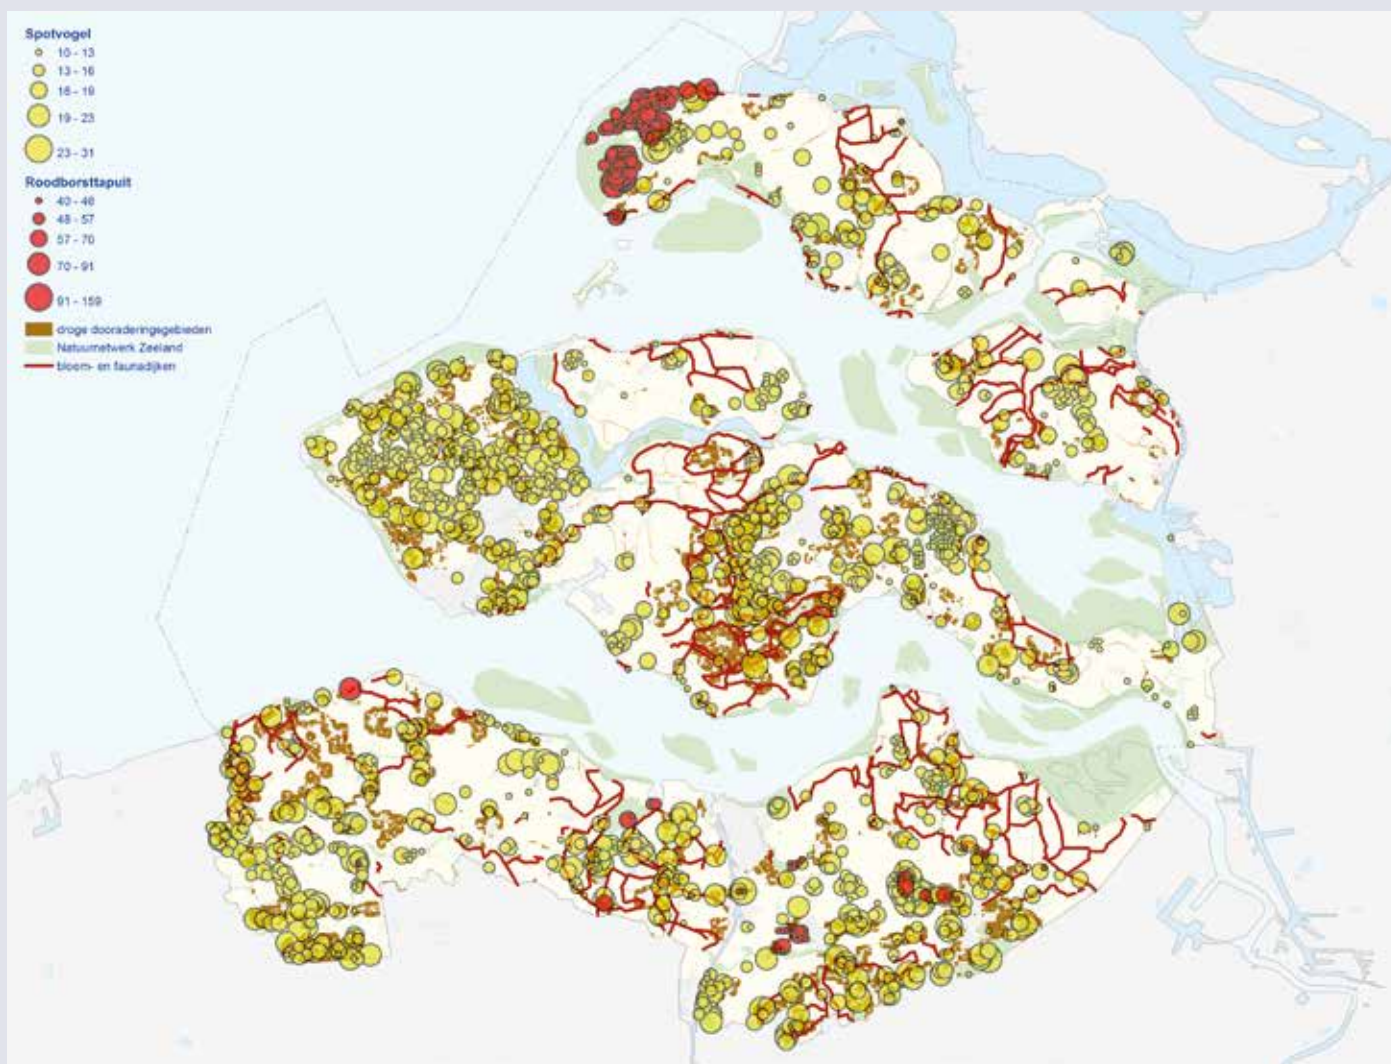 Spotvogel
10 - 13
13 - 16
16 - 19
19 - 23
23 - 31
Roodborsttapuit
40 - 48
48 - 57
57 - 70
70 - 91
91 - 159
droge dooraderingsgebieden
Natuurnetwerk Zeeland
bloem- en faunadijken